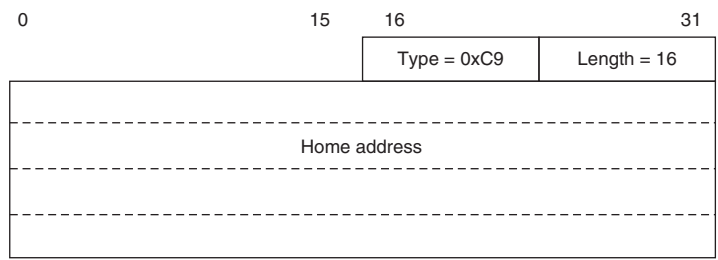 0 15 16 31
Type = 0xC9 Length = 16
Home address